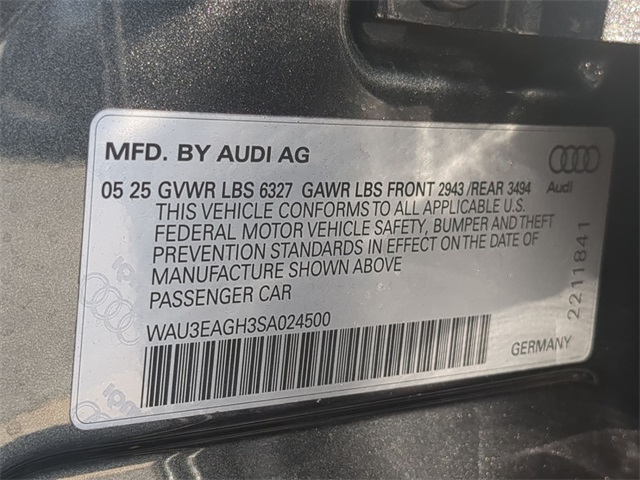 MFD. BY AUDI AG
05 25 GVWR LBS 6327 GAWR LBS FRONT 2943 /REAR 3494
Audi
THIS VEHICLE CONFORMS TO ALL APPLICABLE U.S.
FEDERAL MOTOR VEHICLE SAFETY, BUMPER AND THEFT
PREVENTION STANDARDS IN EFFECT ON THE DATE OF
MANUFACTURE SHOWN ABOVE
PASSENGER CAR
2211841
WAU3EAGH3SA024500
GERMANY